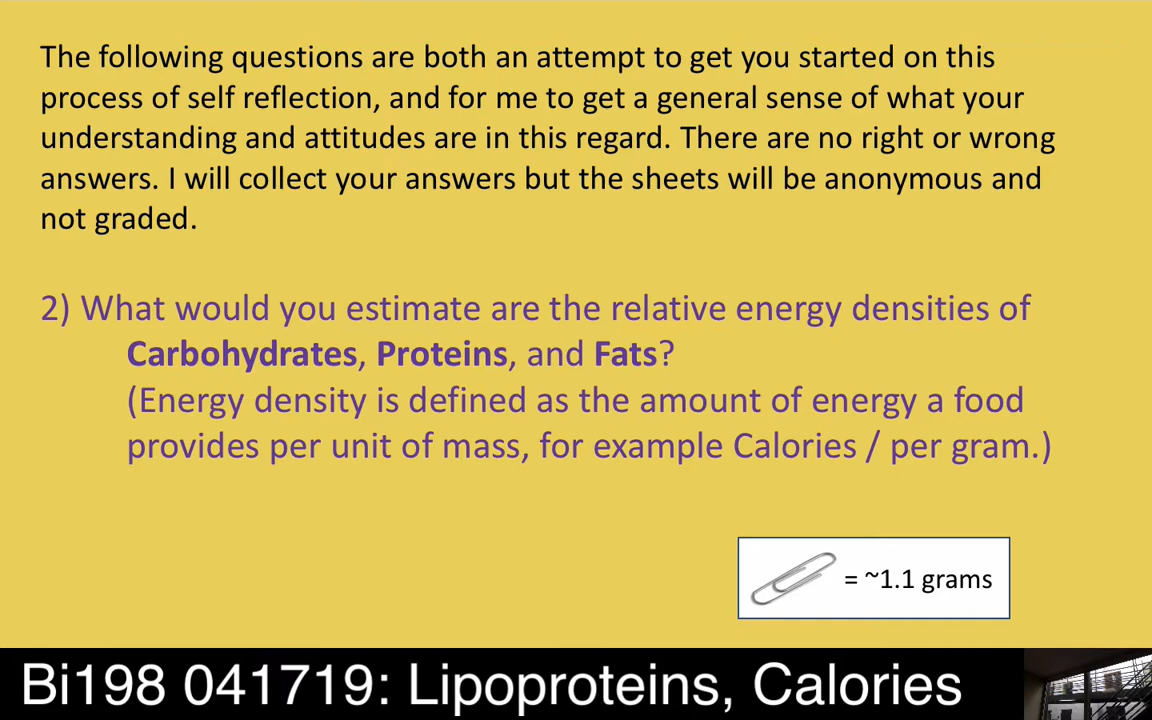 The following questions are both an attempt to get you started on this
process of self reflection, and for me to get a general sense of what your
understanding and attitudes are in this regard. There are no right or wrong
answers. I will collect your answers but the sheets will be anonymous and
not graded.
2) What would you estimate are the relative energy densities of
Carbohydrates, Proteins, and Fats?
(Energy density is defined as the amount of energy a food
provides per unit of mass, for example Calories / per gram.)
= ~1.1 grams
Bi198 041719: Lipoproteins, Calories